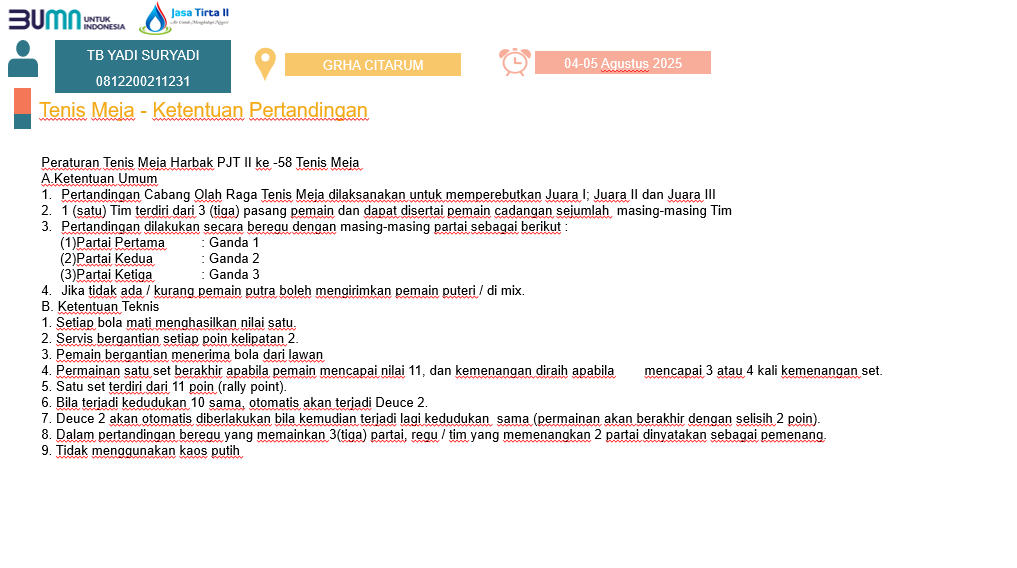 BUMN UNTUK INDONESIA
Jasa Tirta II
Air Untuk Menghidupi Negeri
TB YADI SURYADI
0812200211231
GRHA CITARUM
04-05 Agustus 2025
Tenis Meja - Ketentuan Pertandingan
Peraturan Tenis Meja Harbak PJT II ke -58 Tenis Meja
A.Ketentuan Umum
1. Pertandingan Cabang Olah Raga Tenis Meja dilaksanakan untuk memperebutkan Juara I; Juara II dan Juara III
2. 1 (satu) Tim terdiri dari 3 (tiga) pasang pemain dan dapat disertai pemain cadangan sejumlah masing-masing Tim
3. Pertandingan dilakukan secara beregu dengan masing-masing partai sebagai berikut :
(1)Partai Pertama : Ganda 1
(2)Partai Kedua : Ganda 2
(3)Partai Ketiga : Ganda 3
4. Jika tidak ada / kurang pemain putra boleh mengirimkan pemain puteri / di mix.
B. Ketentuan Teknis
1. Setiap bola mati menghasilkan nilai satu.
2. Servis bergantian setiap poin kelipatan 2.
3. Pemain bergantian menerima bola dari lawan
4. Permainan satu set berakhir apabila pemain mencapai nilai 11, dan kemenangan diraih apabila mencapai 3 atau 4 kali kemenangan set.
5. Satu set terdiri dari 11 poin (rally point).
6. Bila terjadi kedudukan 10 sama, otomatis akan terjadi Deuce 2.
7. Deuce 2 akan otomatis diberlakukan bila kemudian terjadi lagi kedudukan sama (permainan akan berakhir dengan selisih 2 poin).
8. Dalam pertandingan beregu yang memainkan 3(tiga) partai, regu / tim yang memenangkan 2 partai dinyatakan sebagai pemenang.
9. Tidak menggunakan kaos putih